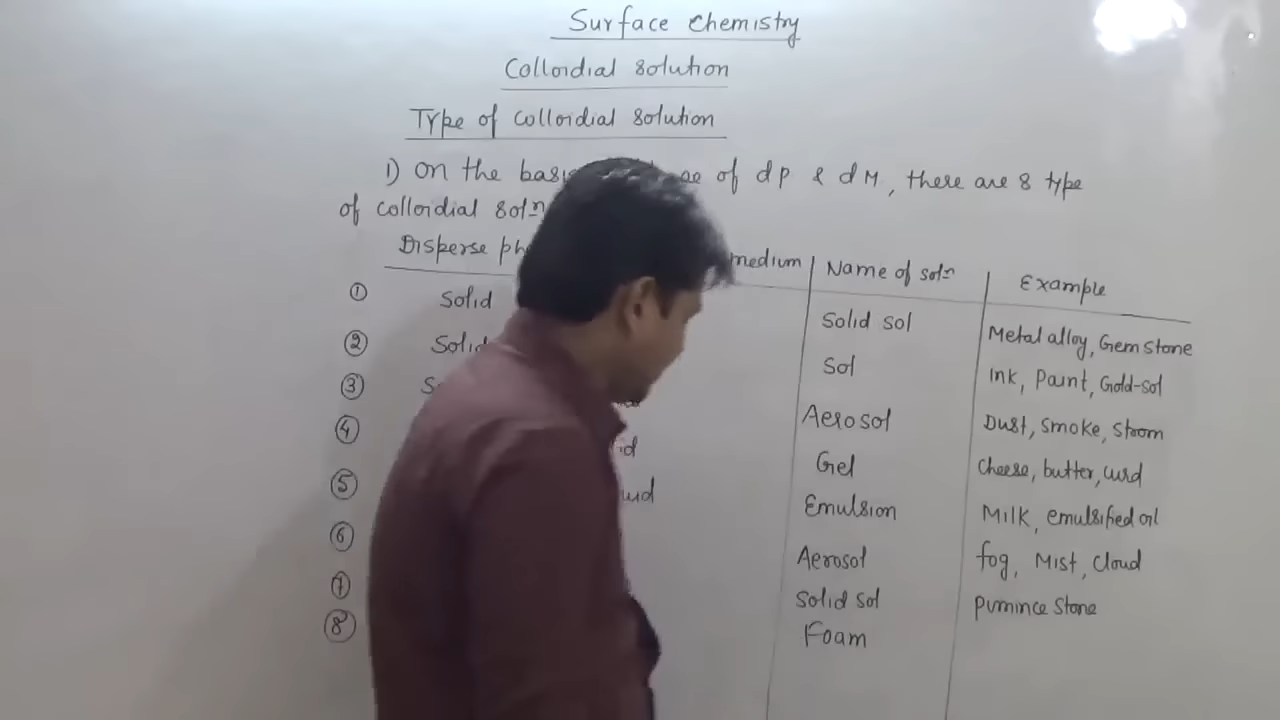 Surface Chemistry
Colloidial solution
Type of colloidial solution
1) On the of dP & dM, there are 8 type
of colloidial solⁿ
Disperse medium Name of solⁿ Example
① Solid Solid sol Metal alloy, Gem stone
② Solid Sol Ink, Paint, Gold-sol
③ Aerosol Dust, smoke, strom
④ Gel Cheese, butter, curd
⑤ Emulsion Milk, emulsified oil
⑥ Aerosol fog, Mist, Cloud
⑦ Solid sol pumince stone
⑧ Foam